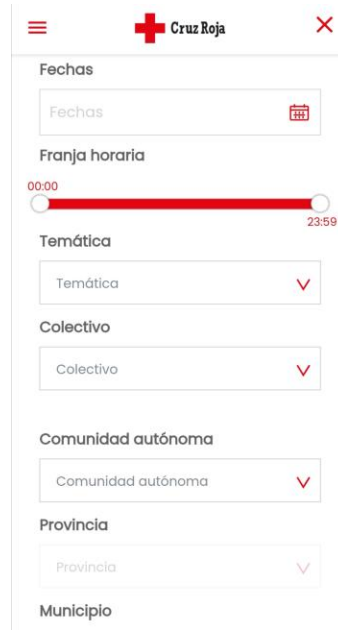 Cruz Roja
Fechas
Fechas
Franja horaria
00:00
23:59
Temática
Temática
Colectivo
Colectivo
Comunidad autónoma
Comunidad autónoma
Provincia
Provincia
Municipio